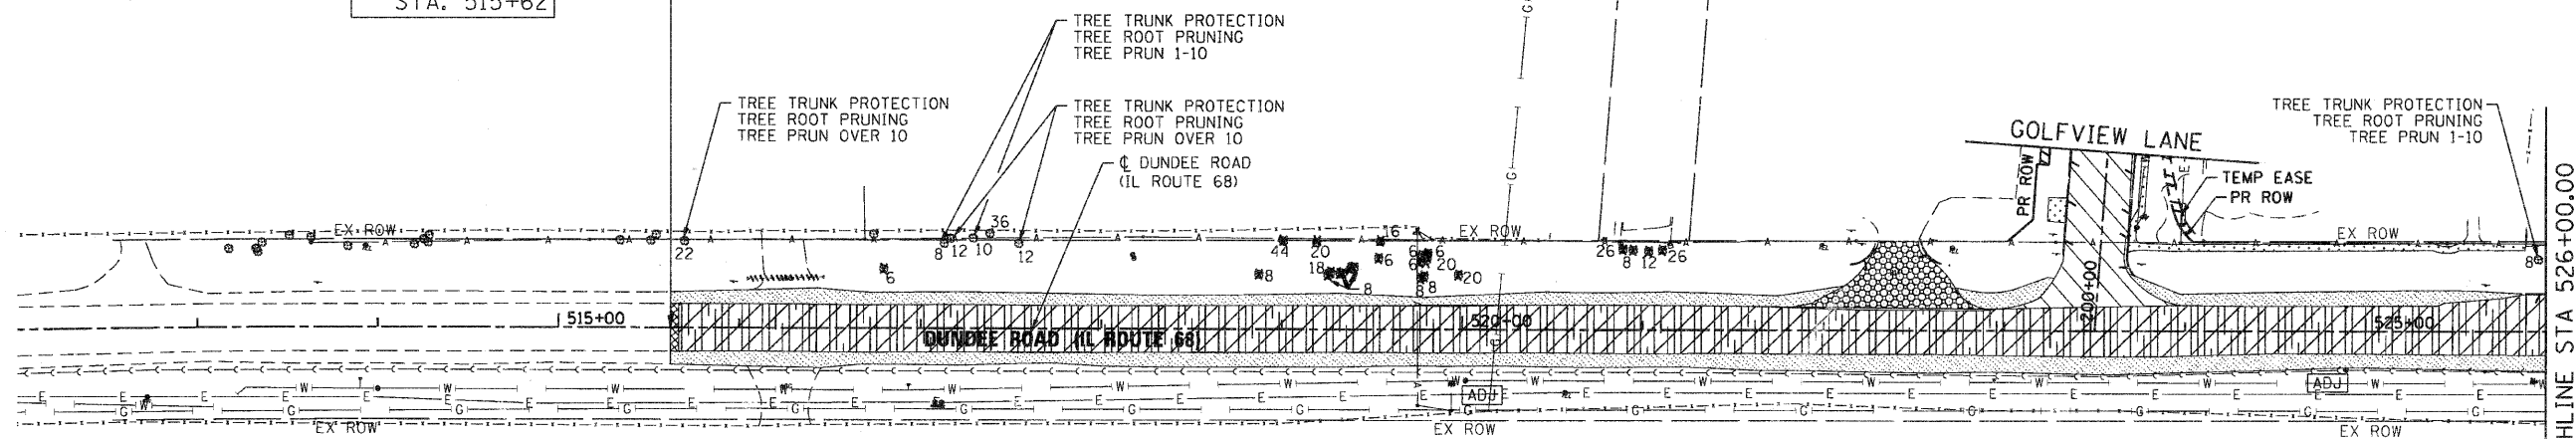 STA. 515+62
TREE TRUNK PROTECTION
TREE ROOT PRUNING
TREE PRUN 1-10
TREE TRUNK PROTECTION
TREE ROOT PRUNING
TREE PRUN OVER 10
TREE TRUNK PROTECTION
TREE ROOT PRUNING
TREE PRUN OVER 10
℄ DUNDEE ROAD
(IL ROUTE 68)
TREE TRUNK PROTECTION
TREE ROOT PRUNING
TREE PRUN 1-10
GOLFVIEW LANE
PR ROW
TEMP EASE
PR ROW
EX ROW
EX ROW
EX ROW
22
8
12
10
36
12
6
44
20
16
6
18
8
8
6
6
6
20
8
8
20
26
8
12
26
8
200+00
515+00
520+00
525+00
DUNDEE ROAD (IL ROUTE 68)
ADJ
ADJ
EX ROW
EX ROW
EX ROW
HLINE STA 526+00.00